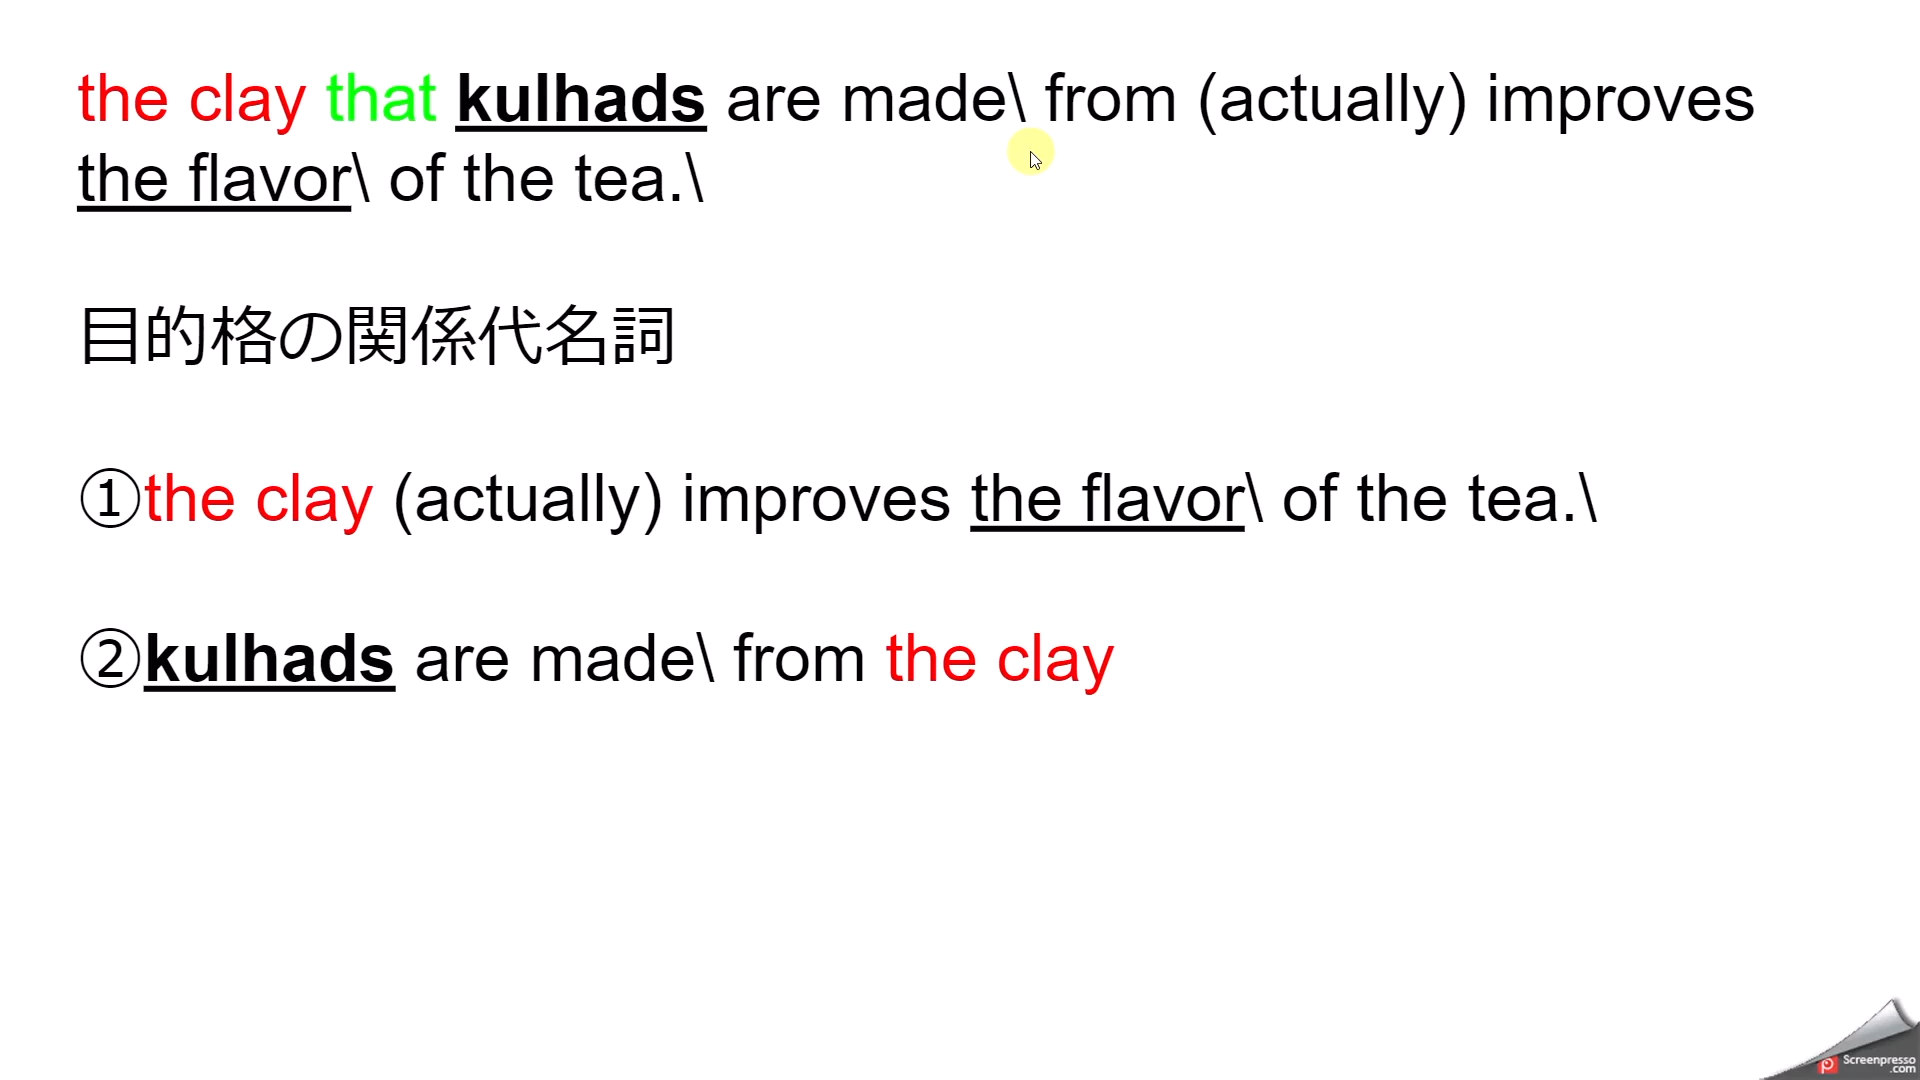 the clay that kulhads are made\ from (actually) improves
the flavor\ of the tea.\
目的格の関係代名詞
①the clay (actually) improves the flavor\ of the tea.\
②kulhads are made\ from the clay
Screenpresso
.com